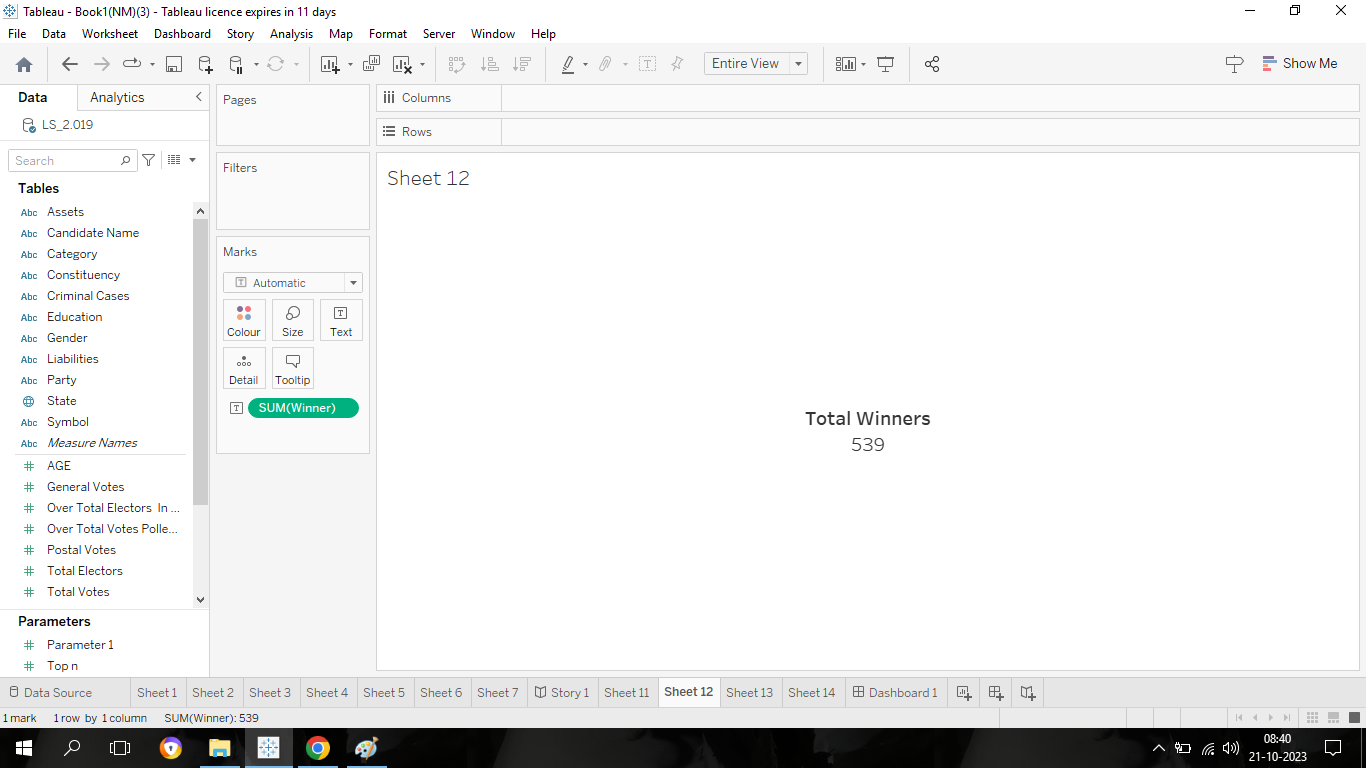 Tableau - Book1(NM)(3) - Tableau licence expires in 11 days
File Data Worksheet Dashboard Story Analysis Map Format Server Window Help
Entire View
Show Me
Data Analytics
LS_2.019
Search
Tables
Abc Assets
Abc Candidate Name
Abc Category
Abc Constituency
Abc Criminal Cases
Abc Education
Abc Gender
Abc Liabilities
Abc Party
State
Abc Symbol
Abc Measure Names
# AGE
# General Votes
# Over Total Electors In ...
# Over Total Votes Polle...
# Postal Votes
# Total Electors
# Total Votes
Parameters
# Parameter 1
# Top n
Pages
Filters
Marks
T Automatic
Colour Size Text
Detail Tooltip
T SUM(Winner)
Columns
Rows
Sheet 12
Total Winners
539
Data Source Sheet 1 Sheet 2 Sheet 3 Sheet 4 Sheet 5 Sheet 6 Sheet 7 Story 1 Sheet 11 Sheet 12 Sheet 13 Sheet 14 Dashboard 1
1 mark 1 row by 1 column SUM(Winner): 539
08:40
21-10-2023